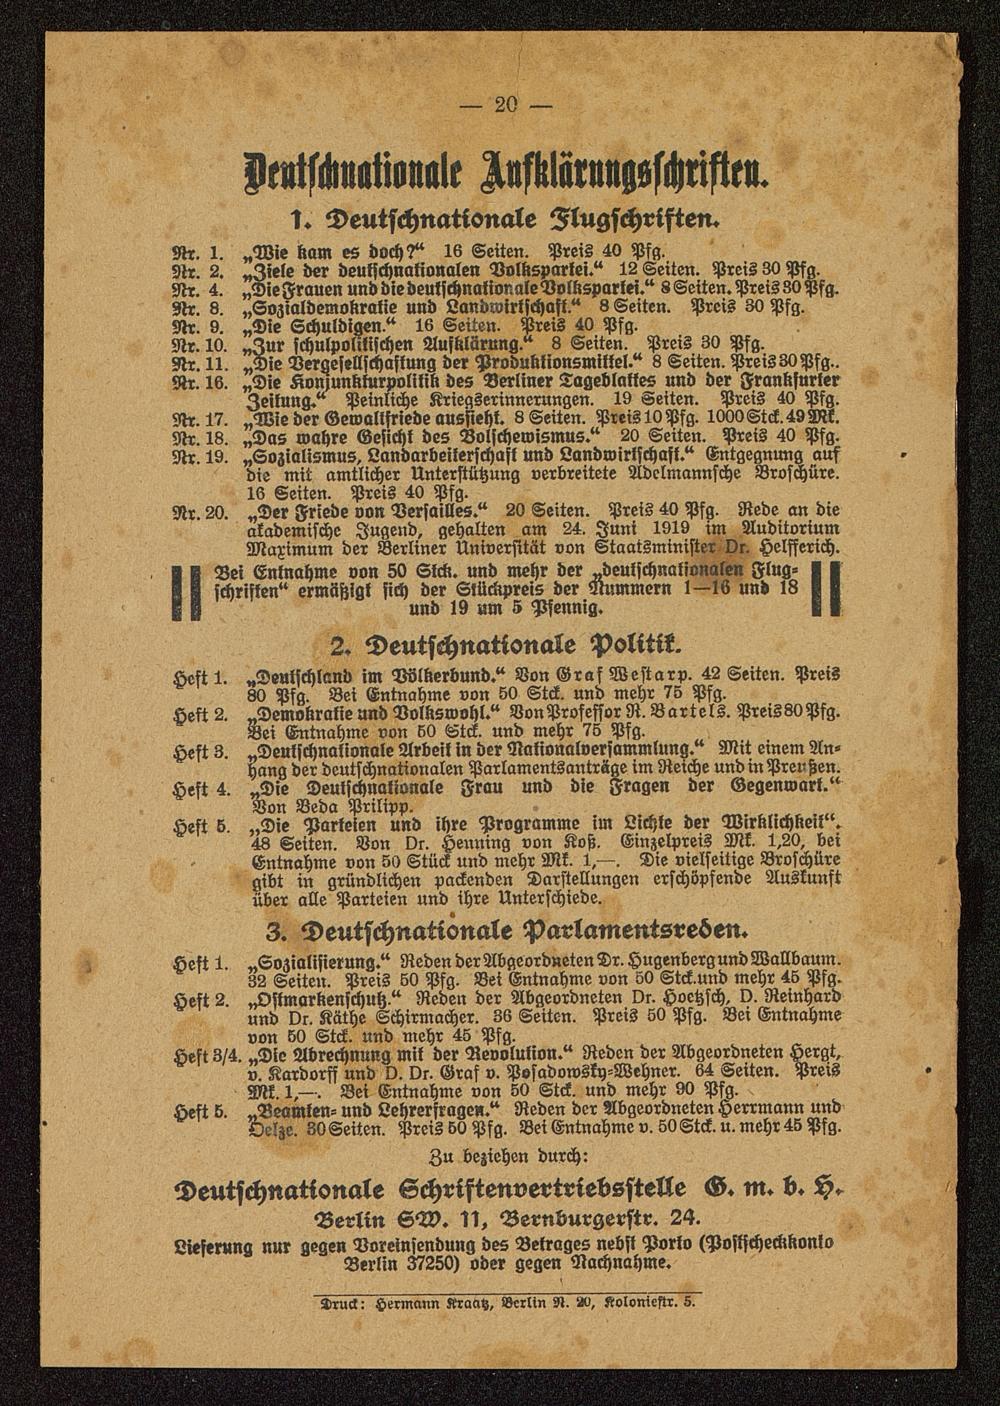 — 20 —
Deutschnationale Aufklärungsschriften.
1. Deutschnationale Flugschriften.
Nr. 1. „Wie kam es doch?“ 16 Seiten. Preis 40 Pfg.
Nr. 2. „Ziele der deutschnationalen Volkspartei.“ 12 Seiten. Preis 30 Pfg.
Nr. 4. „Die Frauen und die deutschnationale Volkspartei.“ 8 Seiten. Preis 30 Pfg.
Nr. 8. „Sozialdemokratie und Landwirtschaft.“ 8 Seiten. Preis 30 Pfg.
Nr. 9. „Die Schuldigen.“ 16 Seiten. Preis 40 Pfg.
Nr. 10. „Zur schulpolitischen Aufklärung.“ 8 Seiten. Preis 30 Pfg.
Nr. 11. „Die Vergesellschaftung der Produktionsmittel.“ 8 Seiten. Preis 30 Pfg..
Nr. 16. „Die Konjunkturpolitik des Berliner Tageblattes und der Frankfurter
Zeitung.“ Peinliche Kriegserinnerungen. 19 Seiten. Preis 40 Pfg.
Nr. 17. „Wie der Gewaltfriede aussieht. 8 Seiten. Preis 10 Pfg. 1000 Stck. 49 Mk.
Nr. 18. „Das wahre Gesicht des Bolschewismus.“ 20 Seiten. Preis 40 Pfg.
Nr. 19. „Sozialismus, Landarbeiterschaft und Landwirtschaft.“ Entgegnung auf
die mit amtlicher Unterstützung verbreitete Adelmannsche Broschüre.
16 Seiten. Preis 40 Pfg.
Nr. 20. „Der Friede von Versailles.“ 20 Seiten. Preis 40 Pfg. Rede an die
akademische Jugend, gehalten am 24. Juni 1919 im Auditorium
Maximum der Berliner Universität von Staatsminister Dr. Helfferich.
Bei Entnahme von 50 Stck. und mehr der „deutschnationalen Flug-
schriften“ ermäßigt sich der Stückpreis der Nummern 1—16 und 18
und 19 um 5 Pfennig.
2. Deutschnationale Politik.
Heft 1. „Deutschland im Völkerbund.“ Von Graf Westarp. 42 Seiten. Preis
80 Pfg. Bei Entnahme von 50 Stck. und mehr 75 Pfg.
Heft 2. „Demokratie und Volkswohl.“ Von Professor R. Bartels. Preis 80 Pfg.
Bei Entnahme von 50 Stck. und mehr 75 Pfg.
Heft 3. „Deutschnationale Arbeit in der Nationalversammlung.“ Mit einem An-
hang der deutschnationalen Parlamentsanträge im Reiche und in Preußen.
Heft 4. „Die Deutschnationale Frau und die Fragen der Gegenwart.“
Von Beda Prilipp.
Heft 5. „Die Parteien und ihre Programme im Lichte der Wirklichkeit“.
48 Seiten. Von Dr. Henning von Koß. Einzelpreis Mk. 1,20, bei
Entnahme von 50 Stück und mehr Mk. 1,—. Die vielseitige Broschüre
gibt in gründlichen packenden Darstellungen erschöpfende Auskunft
über alle Parteien und ihre Unterschiede.
3. Deutschnationale Parlamentsreden.
Heft 1. „Sozialisierung.“ Reden der Abgeordneten Dr. Hugenberg und Wallbaum.
32 Seiten. Preis 50 Pfg. Bei Entnahme von 50 Stck. und mehr 45 Pfg.
Heft 2. „Ostmarkenschutz.“ Reden der Abgeordneten Dr. Hoetzsch, D. Reinhard
und Dr. Käthe Schirmacher. 36 Seiten. Preis 50 Pfg. Bei Entnahme
von 50 Stck. und mehr 45 Pfg.
Heft 3/4. „Die Abrechnung mit der Revolution.“ Reden der Abgeordneten Hergt,
v. Kardorff und D. Dr. Graf v. Posadowsky-Wehner. 64 Seiten. Preis
Mk. 1,—. Bei Entnahme von 50 Stck. und mehr 90 Pfg.
Heft 5. „Beamten- und Lehrerfragen.“ Reden der Abgeordneten Herrmann und
Oelze. 30 Seiten. Preis 50 Pfg. Bei Entnahme v. 50 Stck. u. mehr 45 Pfg.
Zu beziehen durch:
Deutschnationale Schriftenvertriebsstelle G. m. b. H.
Berlin SW. 11, Bernburgerstr. 24.
Lieferung nur gegen Voreinsendung des Betrages nebst Porto (Postscheckkonto
Berlin 37250) oder gegen Nachnahme.
Druck: Hermann Kraatz, Berlin N. 20, Koloniestr. 5.